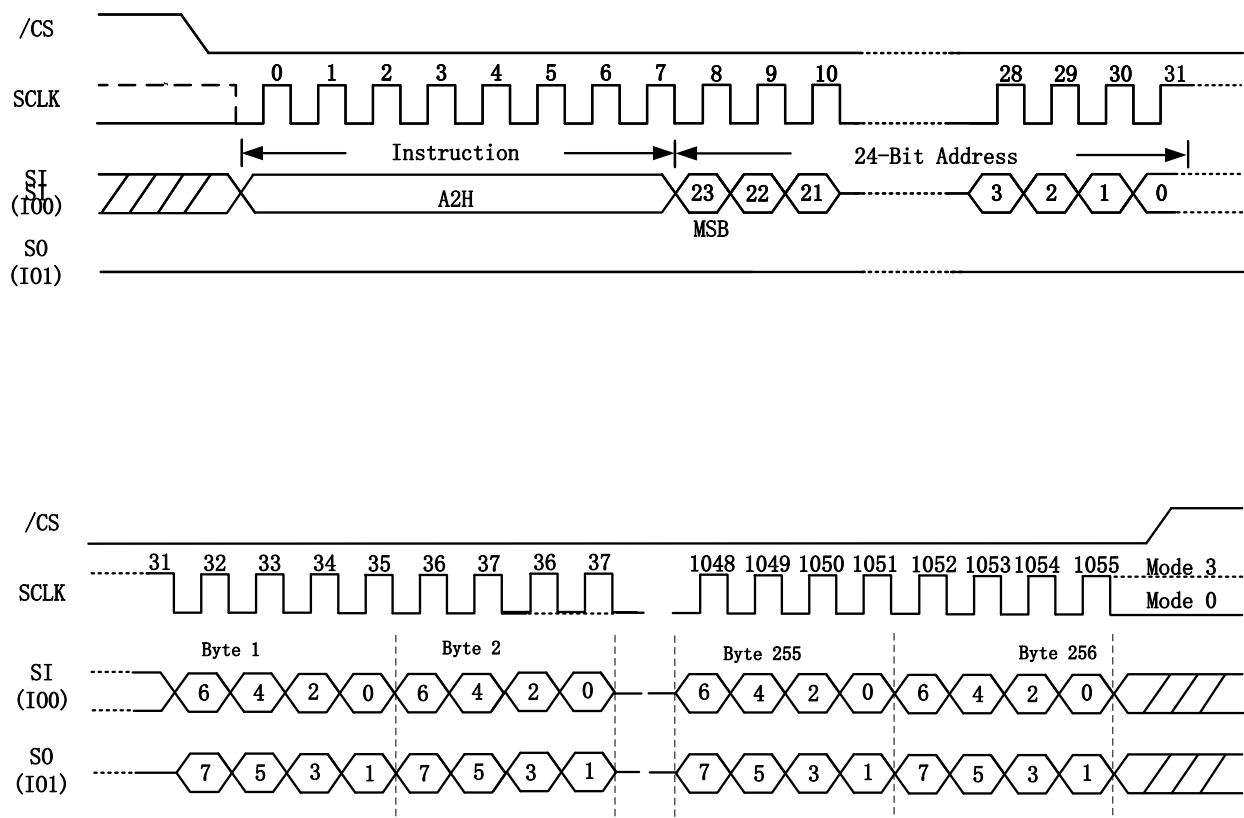 /CS
0 1 2 3 4 5 6 7 8 9 10 28 29 30 31
SCLK
Instruction 24-Bit Address
SI
SI
(IO0)
A2H 23 22 21 3 2 1 0
MSB
SO
(IO1)
/CS
31 32 33 34 35 36 37 36 37 1048 1049 1050 1051 1052 1053 1054 1055 Mode 3
SCLK
Mode 0
Byte 1 Byte 2 Byte 255 Byte 256
SI
(IO0)
6 4 2 0 6 4 2 0 6 4 2 0 6 4 2 0
SO
(IO1)
7 5 3 1 7 5 3 1 7 5 3 1 7 5 3 1